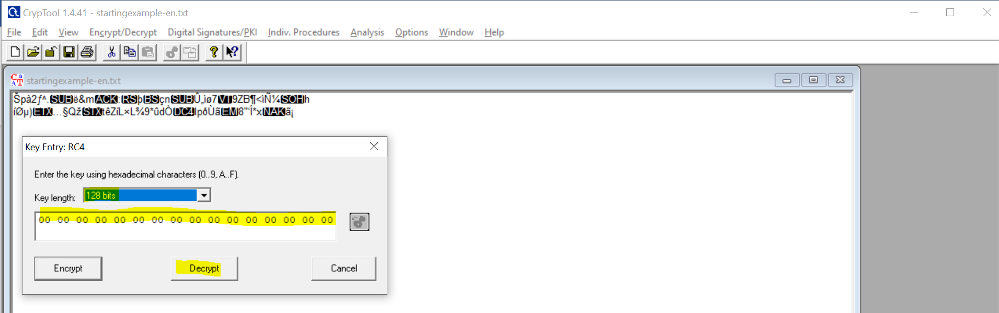 CrypTool 1.4.41 - startingexample-en.txt
File Edit View Encrypt/Decrypt Digital Signatures/PKI Indiv. Procedures Analysis Options Window Help
startingexample-en.txt
Špà2ƒ^.SUBë&mACK:RSþBSçnSUBÛ„ìø7VT9ZB¶<ìÑ¼SOHh
íØµ)ETX…§QžSTXtêZíL×L¾9*ûdÒDC4lpðÙãEM8"'Í*xNAKã¡
Key Entry: RC4
Enter the key using hexadecimal characters (0..9, A..F).
Key length: 128 bits
00 00 00 00 00 00 00 00 00 00 00 00 00 00 00 00
Encrypt Decrypt Cancel